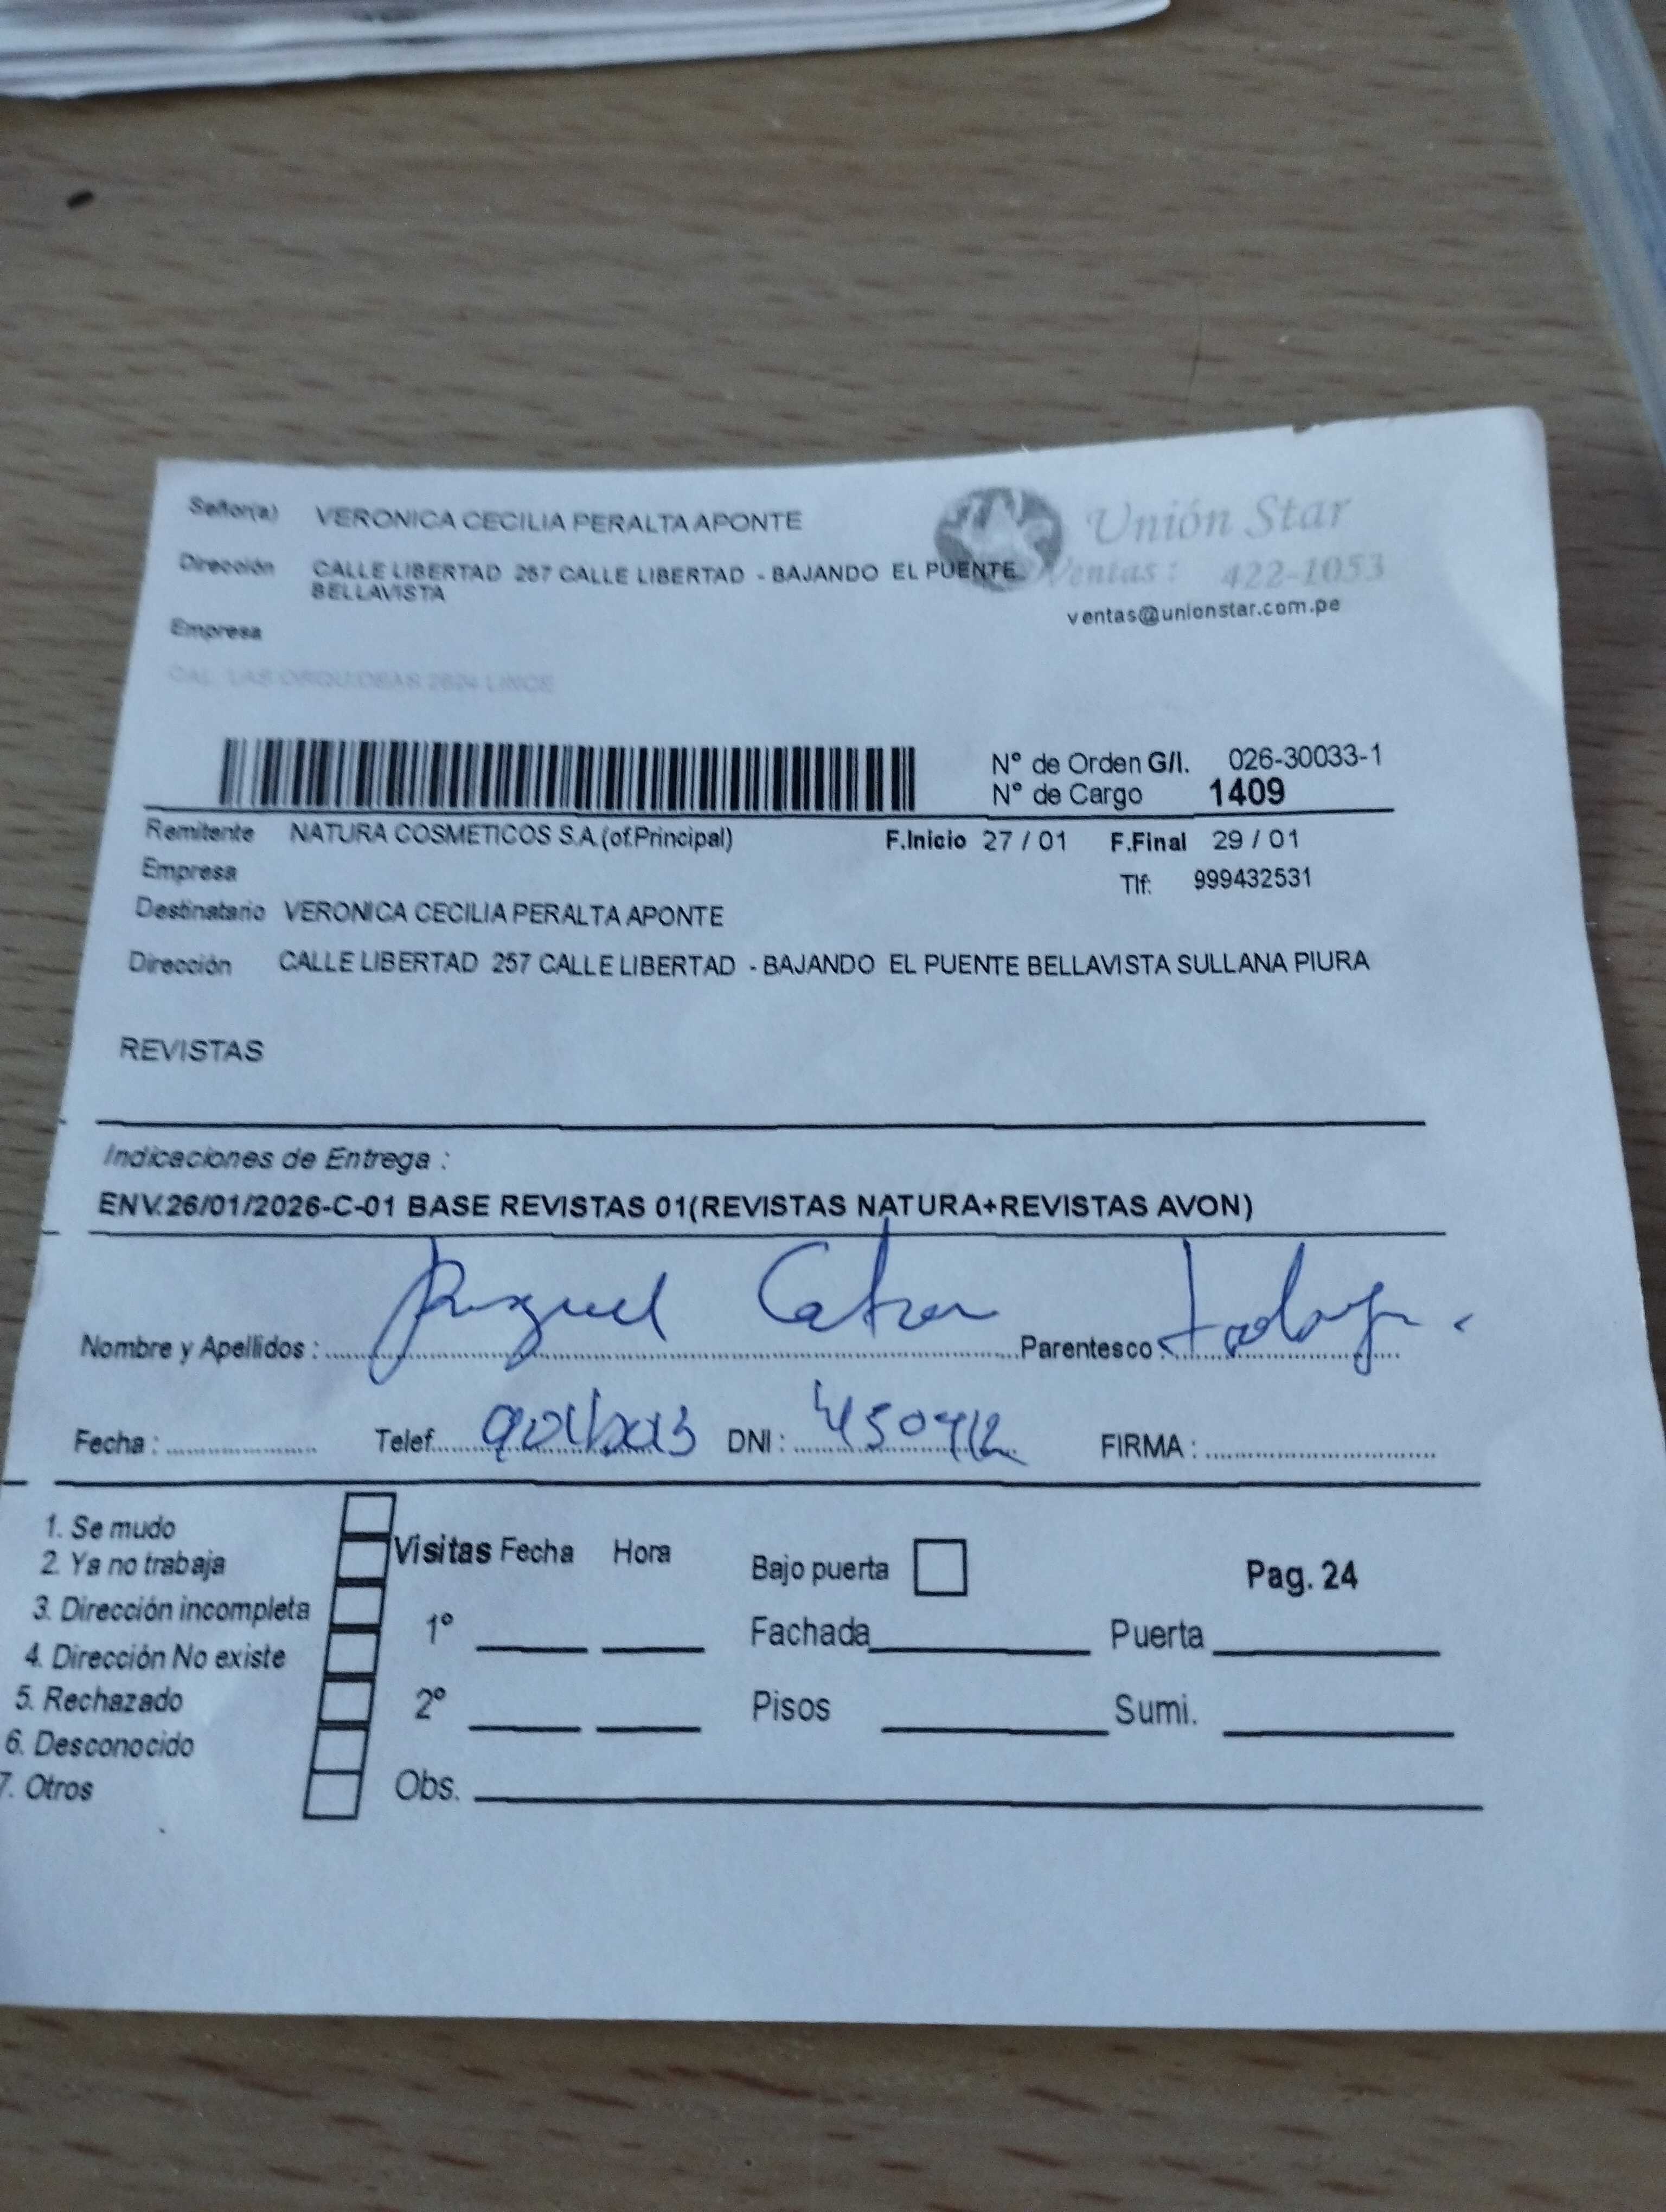 Señor(a) VERONICA CECILIA PERALTA APONTE
Unión Star
Dirección CALLE LIBERTAD 257 CALLE LIBERTAD - BAJANDO EL PUENTE
BELLAVISTA
Ventas: 422-1053
ventas@unionstar.com.pe
Empresa
CAL. LAS ORQUIDEAS 2624 LINCE
N° de Orden G/I. 026-30033-1
N° de Cargo 1409
Remitente NATURA COSMETICOS S.A.(of.Principal) F.Inicio 27 / 01 F.Final 29 / 01
Empresa Tlf: 999432531
Destinatario VERONICA CECILIA PERALTA APONTE
Dirección CALLE LIBERTAD 257 CALLE LIBERTAD - BAJANDO EL PUENTE BELLAVISTA SULLANA PIURA
REVISTAS
Indicaciones de Entrega :
ENV.26/01/2026-C-01 BASE REVISTAS 01(REVISTAS NATURA+REVISTAS AVON)
Nombre y Apellidos : Parentesco :
Fecha : Telef. DNI : FIRMA :
1. Se mudo
2. Ya no trabaja
3. Dirección incompleta
4. Dirección No existe
5. Rechazado
6. Desconocido
7. Otros
Visitas Fecha Hora Bajo puerta Pag. 24
1° Fachada Puerta
2° Pisos Sumi.
Obs.